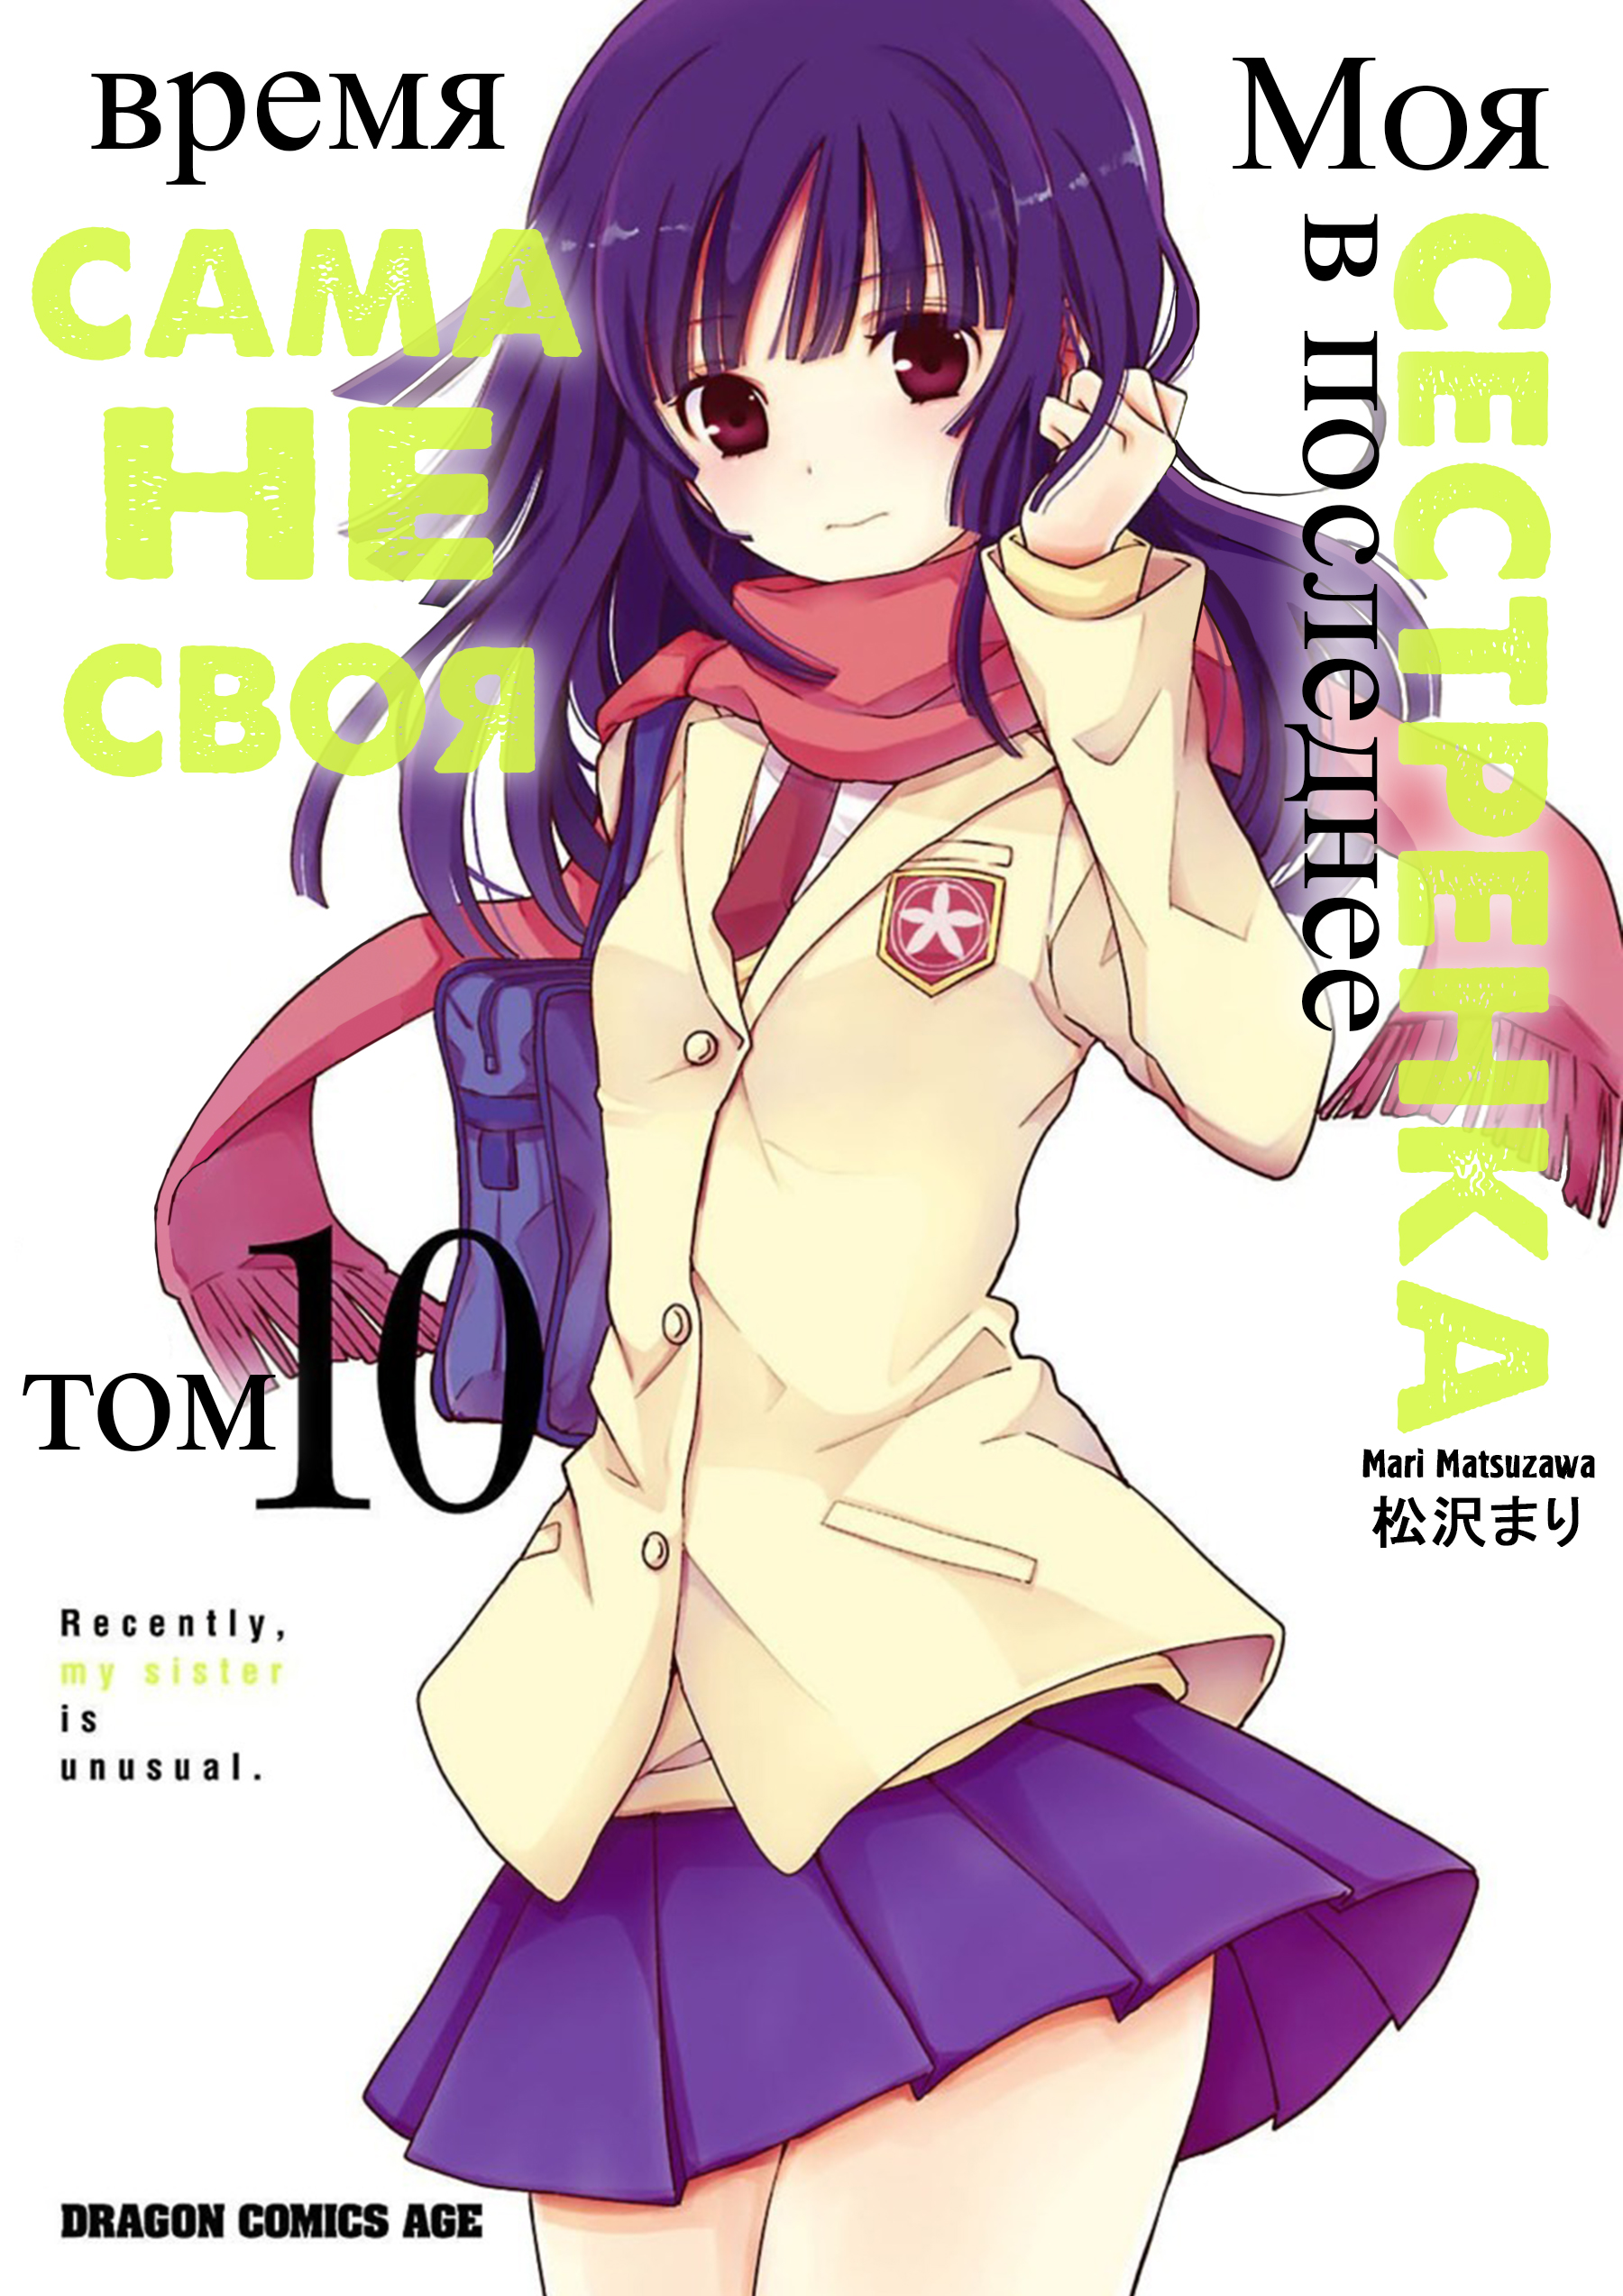 Моя
СЕСТРЕНКА
в последнее
время
САМА
НЕ
СВОЯ
том 10
Mari Matsuzawa
松沢まり
Recently,
my sister
is
unusual.
DRAGON COMICS AGE